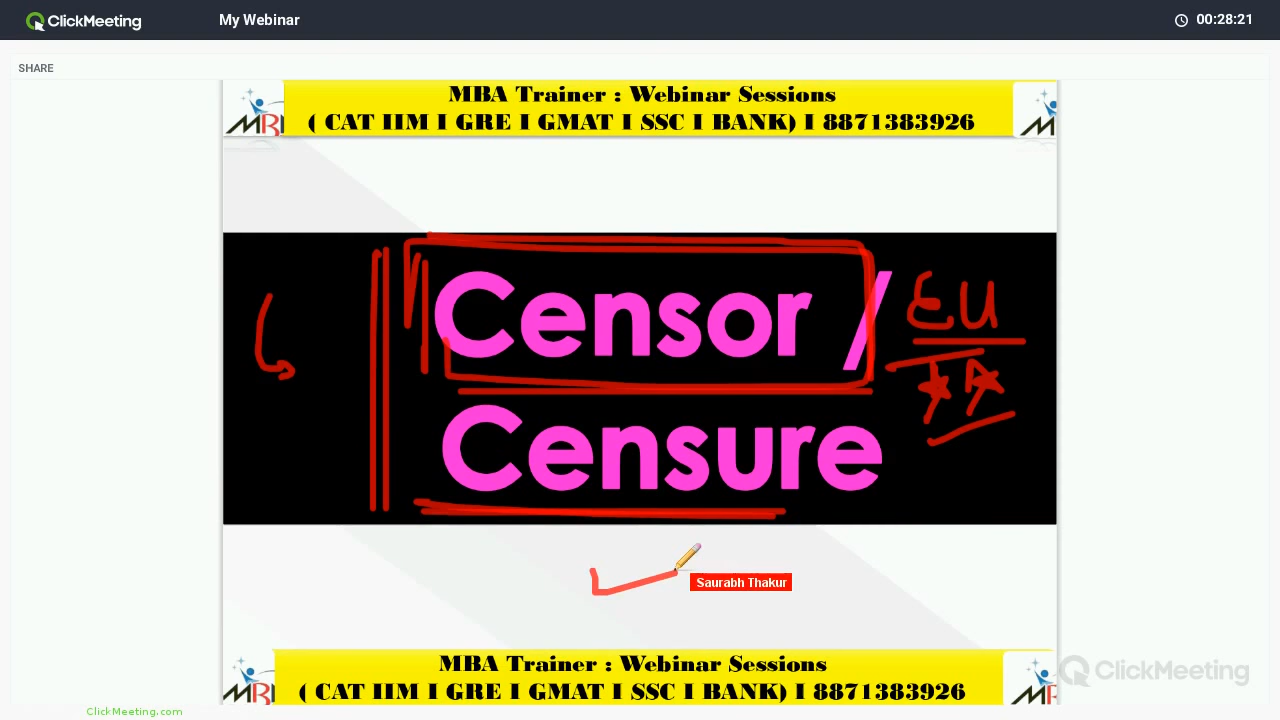 ClickMeeting
My Webinar
00:28:21
SHARE
MBA Trainer : Webinar Sessions
( CAT IIM I GRE I GMAT I SSC I BANK) I 8871383926
Censor /
EU
Censure
Saurabh Thakur
MBA Trainer : Webinar Sessions
( CAT IIM I GRE I GMAT I SSC I BANK) I 8871383926
ClickMeeting
ClickMeeting.com